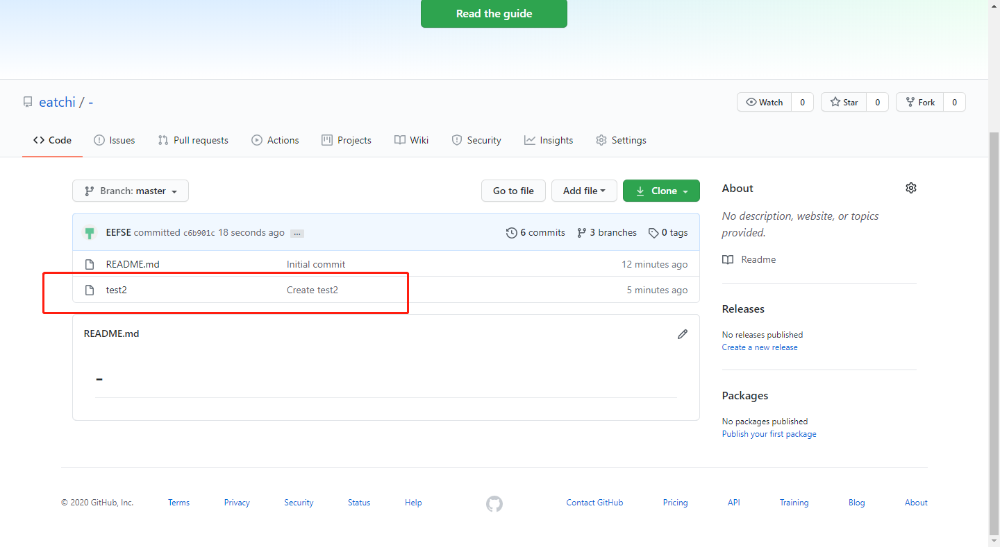 Read the guide
eatchi / -
Watch 0 Star 0 Fork 0
Code Issues Pull requests Actions Projects Wiki Security Insights Settings
Branch: master Go to file Add file Clone
EEFSE committed c6b901c 18 seconds ago ... 6 commits 3 branches 0 tags
README.md Initial commit 12 minutes ago
test2 Create test2 5 minutes ago
README.md
-
About
No description, website, or topics
provided.
Readme
Releases
No releases published
Create a new release
Packages
No packages published
Publish your first package
© 2020 GitHub, Inc. Terms Privacy Security Status Help Contact GitHub Pricing API Training Blog About